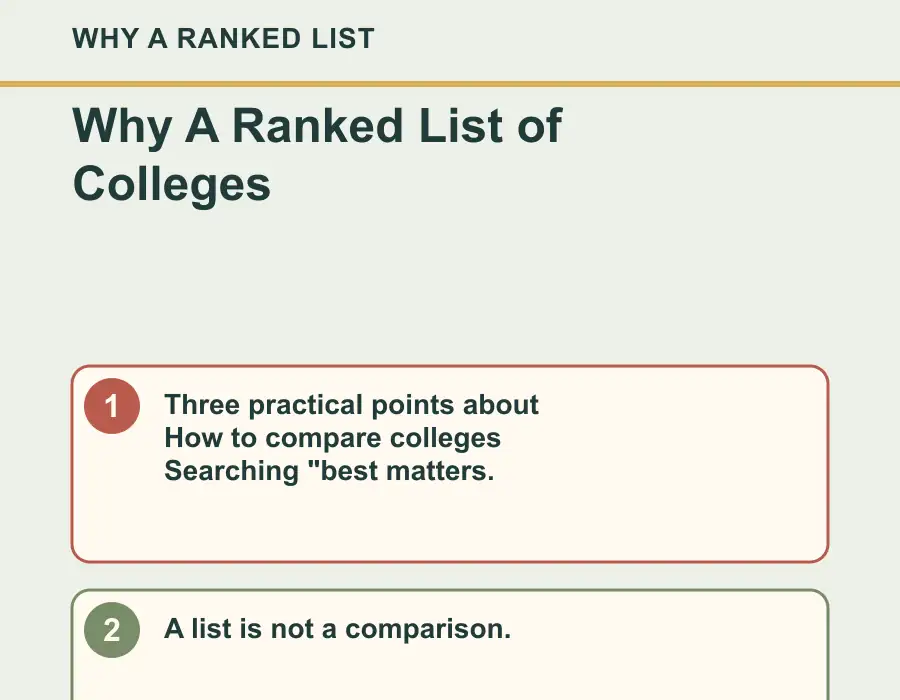 WHY A RANKED LIST
Why A Ranked List of
Colleges
1
Three practical points about
How to compare colleges
Searching "best matters.
2
A list is not a comparison.